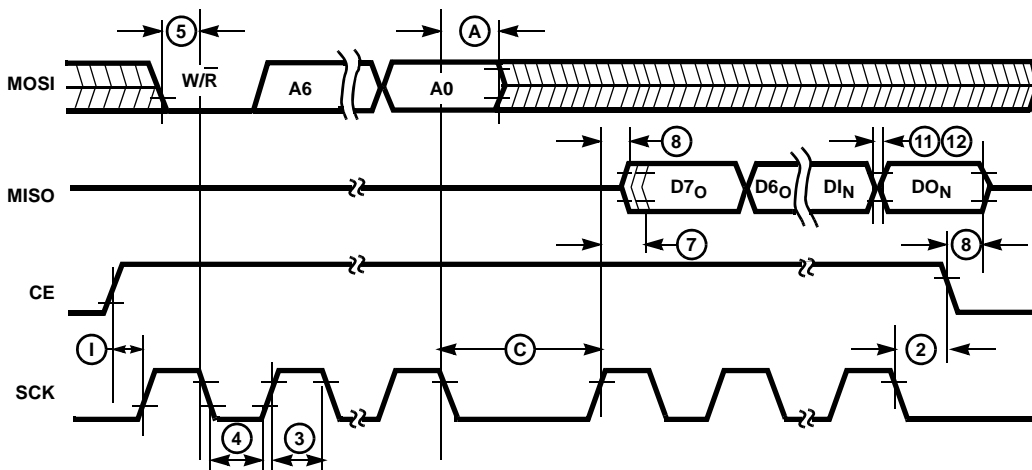 5 A
MOSI W/R̅ A6 A0
8 11 12
MISO D7O D6O DIN DON
7 8
CE
I C 2
SCK
4 3